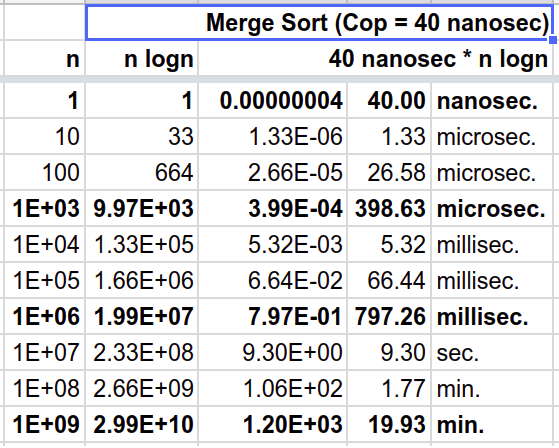 Merge Sort (Cop = 40 nanosec)
n n logn 40 nanosec * n logn
1 1 0.00000004 40.00 nanosec.
10 33 1.33E-06 1.33 microsec.
100 664 2.66E-05 26.58 microsec.
1E+03 9.97E+03 3.99E-04 398.63 microsec.
1E+04 1.33E+05 5.32E-03 5.32 millisec.
1E+05 1.66E+06 6.64E-02 66.44 millisec.
1E+06 1.99E+07 7.97E-01 797.26 millisec.
1E+07 2.33E+08 9.30E+00 9.30 sec.
1E+08 2.66E+09 1.06E+02 1.77 min.
1E+09 2.99E+10 1.20E+03 19.93 min.